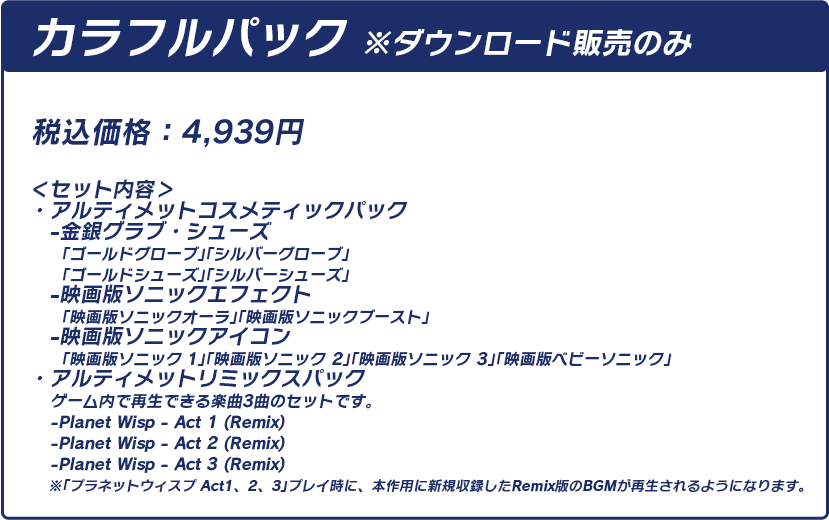 カラフルパック ※ダウンロード販売のみ
税込価格：4,939円
＜セット内容＞
・アルティメットコスメティックパック
-金銀グラブ・シューズ
「ゴールドグローブ」「シルバーグローブ」
「ゴールドシューズ」「シルバーシューズ」
-映画版ソニックエフェクト
「映画版ソニックオーラ」「映画版ソニックブースト」
-映画版ソニックアイコン
「映画版ソニック 1」「映画版ソニック 2」「映画版ソニック 3」「映画版ベビーソニック」
・アルティメットリミックスパック
ゲーム内で再生できる楽曲3曲のセットです。
-Planet Wisp - Act 1 (Remix)
-Planet Wisp - Act 2 (Remix)
-Planet Wisp - Act 3 (Remix)
※「プラネットウィスプ Act1、2、3」プレイ時に、本作用に新規収録したRemix版のBGMが再生されるようになります。